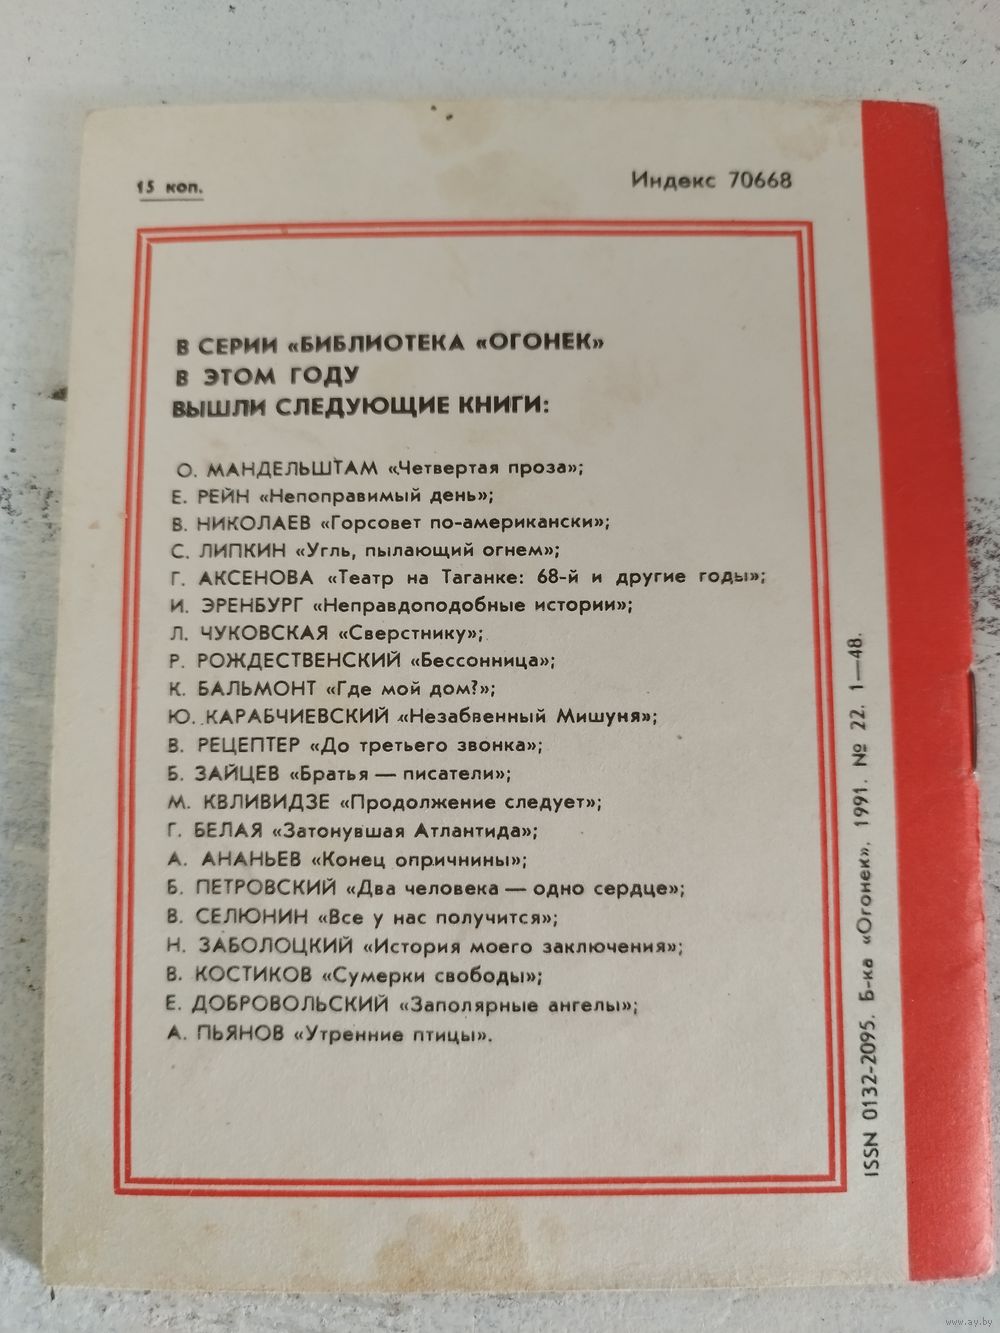 15 коп.
Индекс 70668
В СЕРИИ «БИБЛИОТЕКА «ОГОНЕК»
В ЭТОМ ГОДУ
ВЫШЛИ СЛЕДУЮЩИЕ КНИГИ:
О. МАНДЕЛЬШТАМ «Четвертая проза»;
Е. РЕЙН «Непоправимый день»;
В. НИКОЛАЕВ «Горсовет по-американски»;
С. ЛИПКИН «Угль, пылающий огнем»;
Г. АКСЕНОВА «Театр на Таганке: 68-й и другие годы»;
И. ЭРЕНБУРГ «Неправдоподобные истории»;
Л. ЧУКОВСКАЯ «Сверстнику»;
Р. РОЖДЕСТВЕНСКИЙ «Бессонница»;
К. БАЛЬМОНТ «Где мой дом?»;
Ю. КАРАБЧИЕВСКИЙ «Незабвенный Мишуня»;
В. РЕЦЕПТЕР «До третьего звонка»;
Б. ЗАЙЦЕВ «Братья — писатели»;
М. КВЛИВИДЗЕ «Продолжение следует»;
Г. БЕЛАЯ «Затонувшая Атлантида»;
А. АНАНЬЕВ «Конец опричнины»;
Б. ПЕТРОВСКИЙ «Два человека — одно сердце»;
В. СЕЛЮНИН «Все у нас получится»;
Н. ЗАБОЛОЦКИЙ «История моего заключения»;
В. КОСТИКОВ «Сумерки свободы»;
Е. ДОБРОВОЛЬСКИЙ «Заполярные ангелы»;
А. ПЬЯНОВ «Утренние птицы».
ISSN 0132-2095. Б-ка «Огонек», 1991. № 22. 1—48.
www.ay.by